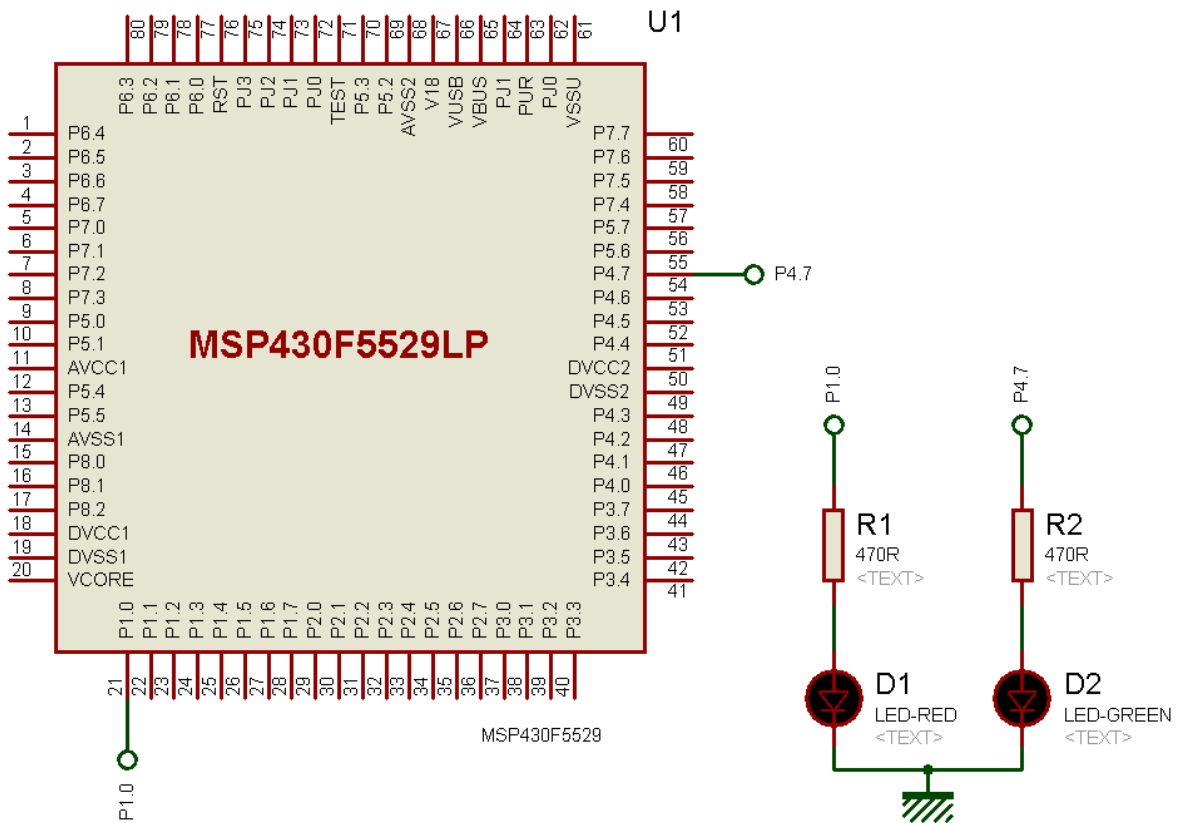 U1
80 79 78 77 76 75 74 73 72 71 70 69 68 67 66 65 64 63 62 61
P6.3 P6.2 P6.1 P6.0 RST PJ3 PJ2 PJ1 PJ0 TEST P5.3 P5.2 AVSS2 V18 VUSB VBUS PJ1 PUR PJ0 VSSU
1 P6.4 P7.7 60
2 P6.5 P7.6 59
3 P6.6 P7.5 58
4 P6.7 P7.4 57
5 P7.0 P5.7 56
6 P7.1 P5.6 55
7 P7.2 P4.7 54 P4.7
8 P7.3 P4.6 53
9 P5.0 P4.5 52
10 P5.1 P4.4 51
MSP430F5529LP
11 AVCC1 DVCC2 50
12 P5.4 DVSS2 49
13 P5.5 P4.3 48
14 AVSS1 P4.2 47
15 P8.0 P4.1 46
16 P8.1 P4.0 45
17 P8.2 P3.7 44
18 DVCC1 P3.6 43
19 DVSS1 P3.5 42
20 VCORE P3.4 41
P1.0 P1.1 P1.2 P1.3 P1.4 P1.5 P1.6 P1.7 P2.0 P2.1 P2.2 P2.3 P2.4 P2.5 P2.6 P2.7 P3.0 P3.1 P3.2 P3.3
21 22 23 24 25 26 27 28 29 30 31 32 33 34 35 36 37 38 39 40
MSP430F5529
P1.0
P1.0
P4.7
R1
470R
<TEXT>
R2
470R
<TEXT>
D1
LED-RED
<TEXT>
D2
LED-GREEN
<TEXT>